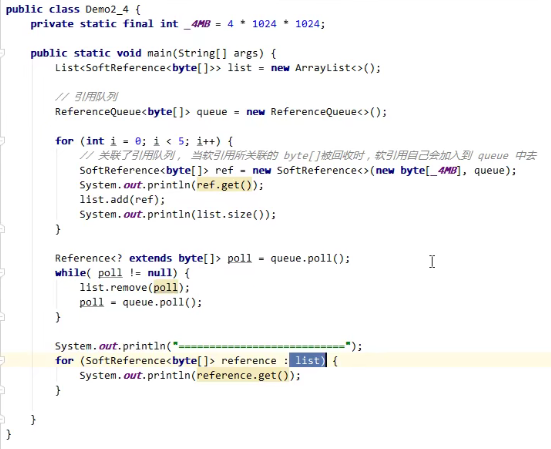 public class Demo2_4 {
private static final int _4MB = 4 * 1024 * 1024;
public static void main(String[] args) {
List<SoftReference<byte[]>> list = new ArrayList<>();
// 引用队列
ReferenceQueue<byte[]> queue = new ReferenceQueue<>();
for (int i = 0; i < 5; i++) {
// 关联了引用队列， 当软引用所关联的 byte[]被回收时，软引用自己会加入到 queue 中去
SoftReference<byte[]> ref = new SoftReference<>(new byte[_4MB], queue);
System.out.println(ref.get());
list.add(ref);
System.out.println(list.size());
}
Reference<? extends byte[]> poll = queue.poll();
while( poll != null) {
list.remove(poll);
poll = queue.poll();
}
System.out.println("===========================");
for (SoftReference<byte[]> reference : list) {
System.out.println(reference.get());
}
}
}